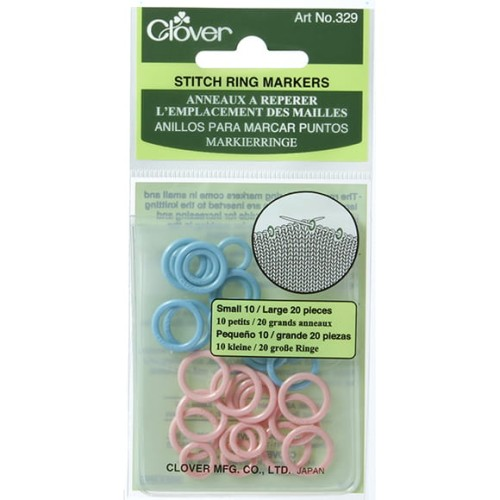 Clover
Art No.329
STITCH RING MARKERS
ANNEAUX A REPERER
L'EMPLACEMENT DES MAILLES
ANILLOS PARA MARCAR PUNTOS
MARKIERRINGE
Small 10 / Large 20 pieces
10 petits / 20 grands anneaux
Pequeño 10 / grande 20 piezas
10 kleine / 20 große Ringe
CLOVER MFG. CO., LTD. JAPAN